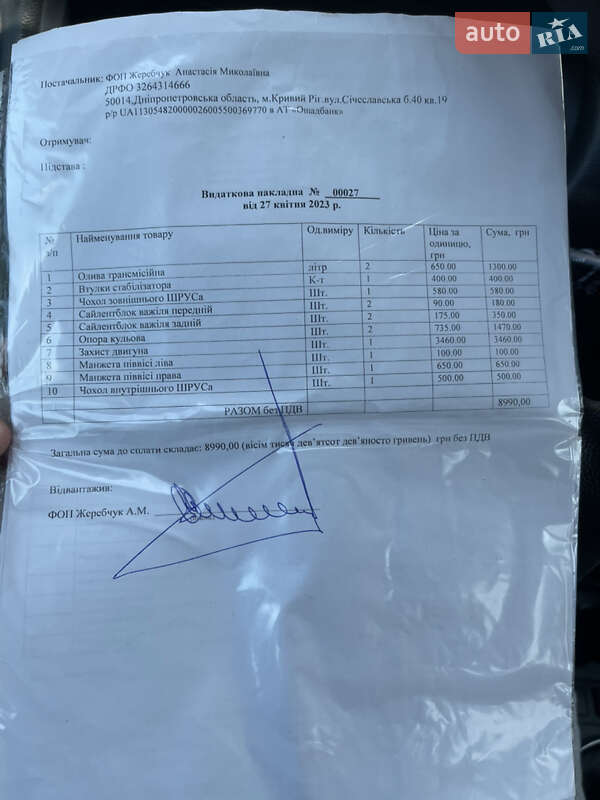 auto RIA.com
Постачальник: ФОП Жеребчук Анастасія Миколаївна
ДРФО 3264314666
50014,Дніпропетровська область, м.Кривий Ріг.вул.Січеславська б.40 кв.19
р/р UA113054820000026005500369770 в АТ «Ощадбанк»
Отримувач:
Підстава :
Видаткова накладна № 00027
від 27 квітня 2023 р.
№ з/п Найменування товару Од.виміру Кількість Ціна за одиницю, грн Сума, грн
1 Олива трансмісійна літр 2 650.00 1300.00
2 Втулки стабілізатора К-т 1 400.00 400.00
3 Чохол зовнішнього ШРУСа Шт. 1 580.00 580.00
4 Сайлентблок важіля передній Шт. 2 90.00 180.00
5 Сайлентблок важіля задній Шт. 2 175.00 350.00
6 Опора кульова Шт. 2 735.00 1470.00
7 Захист двигуна Шт. 1 3460.00 3460.00
8 Манжета піввісі ліва Шт. 1 100.00 100.00
9 Манжета піввісі права Шт. 1 650.00 650.00
10 Чохол внутрішнього ШРУСа Шт. 1 500.00 500.00
РАЗОМ без ПДВ 8990.00
Загальна сума до сплати складає: 8990,00 (вісім тисяч дев’ятсот дев’яносто гривень) грн без ПДВ
Відвантажив:
ФОП Жеребчук А.М.